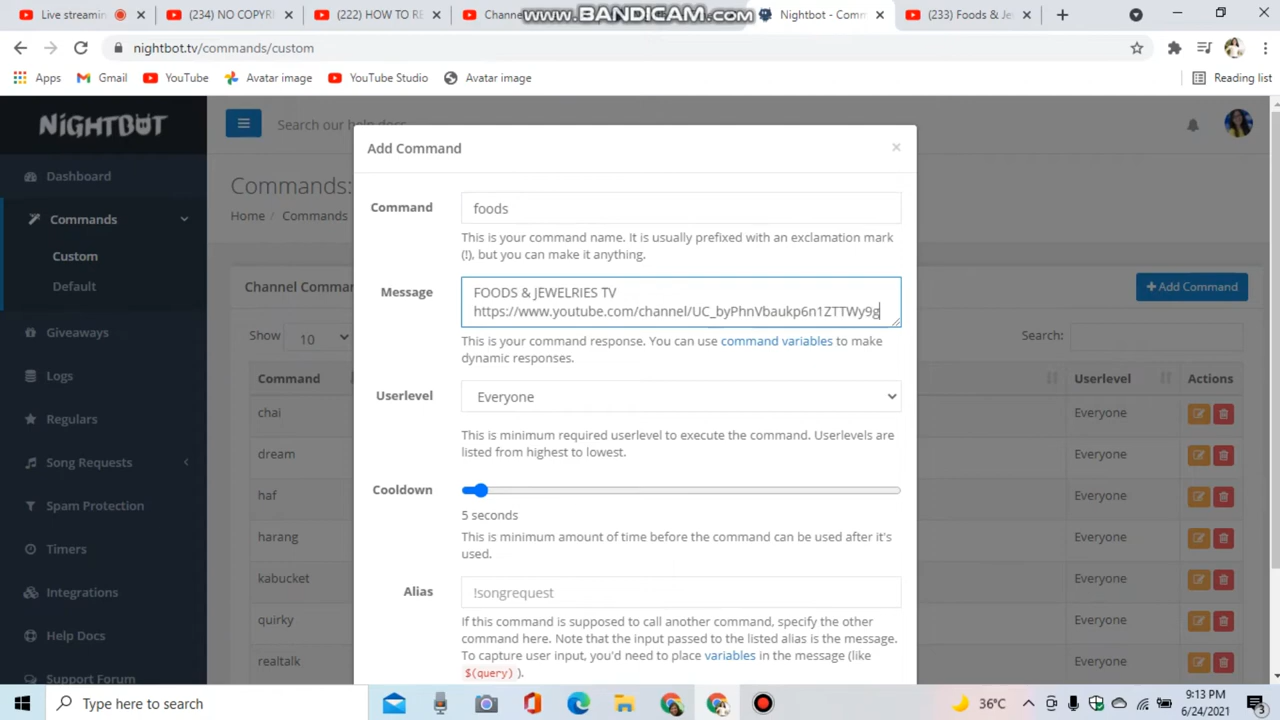 Live streami
(234) NO COPYRI
(222) HOW TO RE
Channe
www.BANDICAM.com
Nightbot - Comm
(233) Foods & Je
nightbot.tv/commands/custom
Apps
Gmail
YouTube
Avatar image
YouTube Studio
Avatar image
Reading list
NIGHTBOT
Search our help docs
Dashboard
Commands
Custom
Default
Giveaways
Logs
Regulars
Song Requests
Spam Protection
Timers
Integrations
Help Docs
Support Forum
Commands:
Home / Commands
Channel Comman
+ Add Command
Show 10
Search:
Command
Userlevel
Actions
chai
Everyone
dream
Everyone
haf
Everyone
harang
Everyone
kabucket
Everyone
quirky
Everyone
realtalk
Everyone
Add Command
×
Command
foods
This is your command name. It is usually prefixed with an exclamation mark
(!), but you can make it anything.
Message
FOODS & JEWELRIES TV
https://www.youtube.com/channel/UC_byPhnVbaukp6n1ZTTWy9g
This is your command response. You can use command variables to make
dynamic responses.
Userlevel
Everyone
This is minimum required userlevel to execute the command. Userlevels are
listed from highest to lowest.
Cooldown
5 seconds
This is minimum amount of time before the command can be used after it's
used.
Alias
!songrequest
If this command is supposed to call another command, specify the other
command here. Note that the input passed to the listed alias is the message.
To capture user input, you'd need to place variables in the message (like
$(query) ).
Type here to search
36°C
9:13 PM
6/24/2021
3